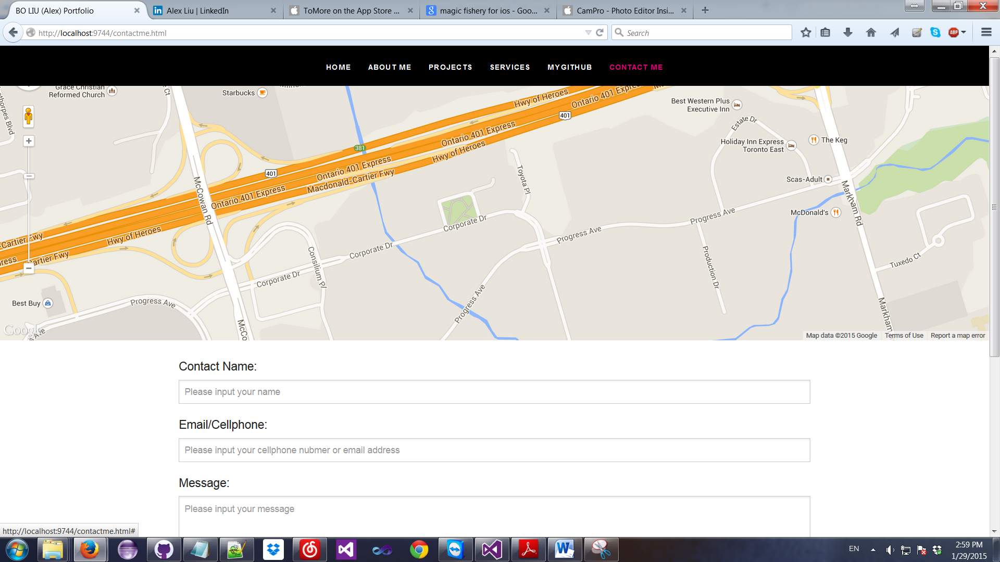 BO LIU (Alex) Portfolio
Alex Liu | LinkedIn
ToMore on the App Store ...
magic fishery for ios - Goo...
CamPro - Photo Editor Insi...
http://localhost:9744/contactme.html
Search
ABP
HOME
ABOUT ME
PROJECTS
SERVICES
MYGITHUB
CONTACT ME
Grace Christian
Reformed Church
Ct
Starbucks
Hwy of Heroes
Ontario 401 Express
401
Best Western Plus
Executive Inn
Estate Dr
Holiday Inn Express
Toronto East
The Keg
Ontario 401 Express
Hwy of Heroes
381
401
Ontario 401 Express
Macdonald-Cartier Fwy
Toyota Pl
McCowan Rd
Ontario 401 Express
Scas-Adult
Markham Rd
McDonald's
Progress Ave
Corporate Dr
Progress Ave
-Cartier Fwy
Hwy of Heroes
Cartier Fwy
Corporate Dr
Consilium Pl
Production Dr
Tuxedo Ct
Corporate Dr
Best Buy
Progress Ave
Progress Ave
Markham
McCo
Google
Ave
Map data ©2015 Google
Terms of Use
Report a map error
Contact Name:
Please input your name
Email/Cellphone:
Please input your cellphone nubmer or email address
Message:
Please input your message
http://localhost:9744/contactme.html#
EN
2:59 PM
1/29/2015